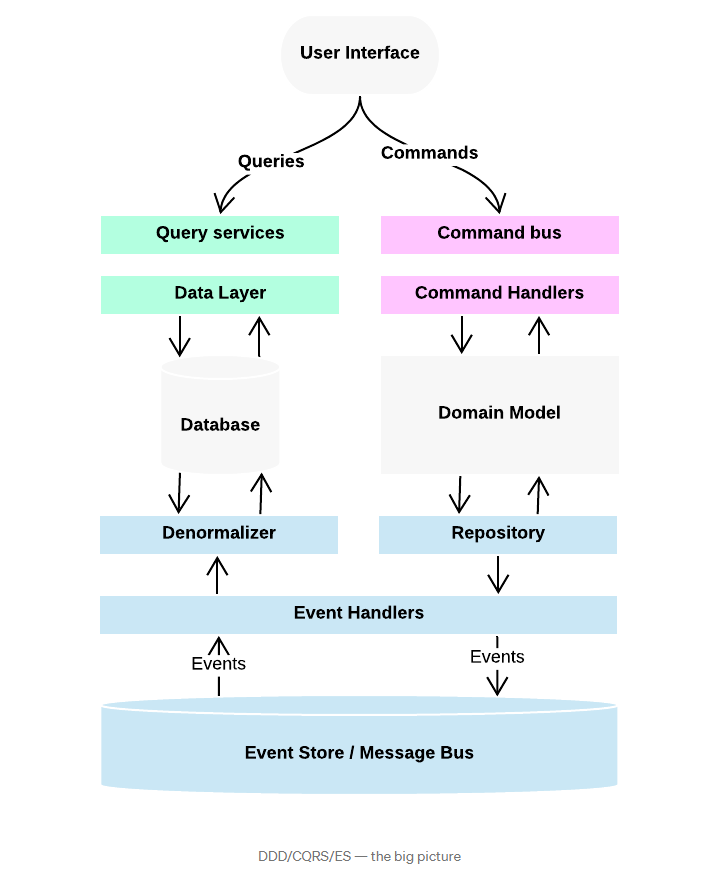 User Interface
Queries
Commands
Query services
Command bus
Data Layer
Command Handlers
Database
Domain Model
Denormalizer
Repository
Event Handlers
Events
Events
Event Store / Message Bus
DDD/CQRS/ES — the big picture